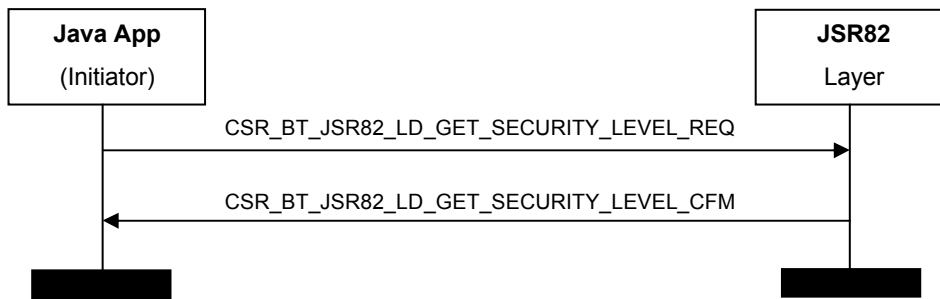 Java App
(Initiator)
JSR82
Layer
CSR_BT_JSR82_LD_GET_SECURITY_LEVEL_REQ
CSR_BT_JSR82_LD_GET_SECURITY_LEVEL_CFM